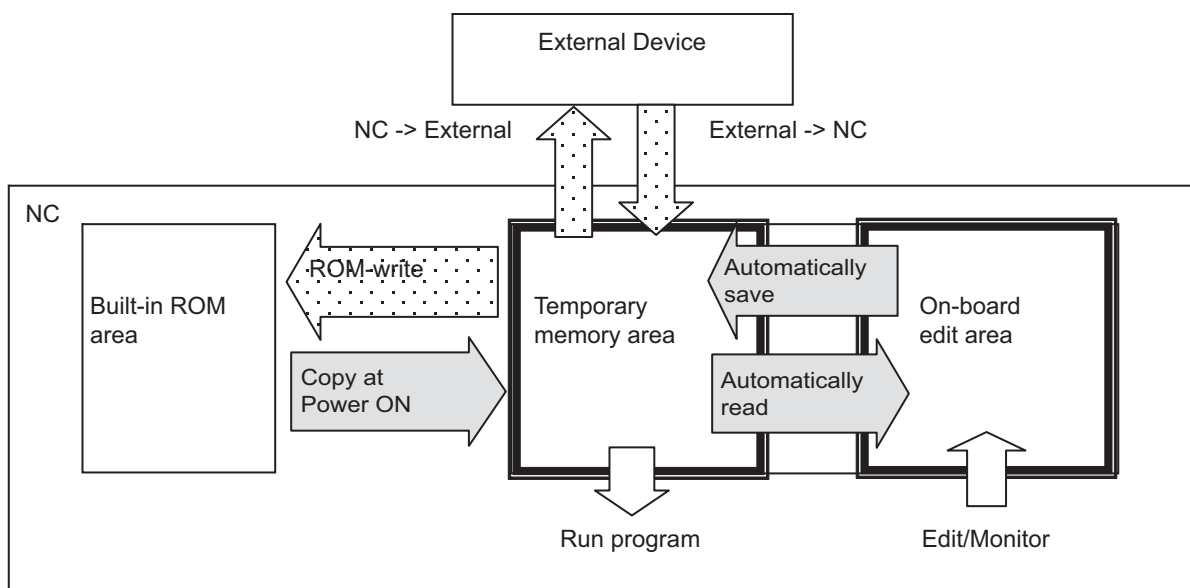 External Device
NC -> External
External -> NC
NC
ROM-write
Automatically
save
Built-in ROM
area
Temporary
memory area
On-board
edit area
Copy at
Power ON
Automatically
read
Run program
Edit/Monitor